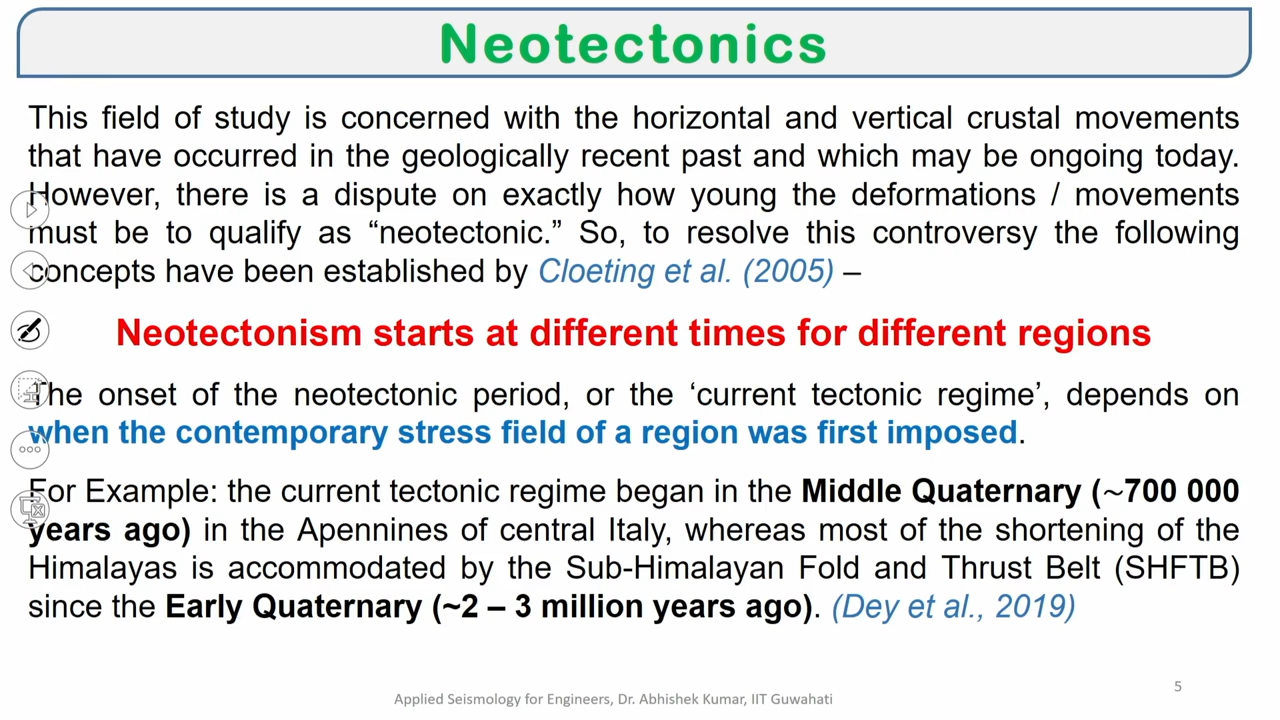 Neotectonics
This field of study is concerned with the horizontal and vertical crustal movements
that have occurred in the geologically recent past and which may be ongoing today.
However, there is a dispute on exactly how young the deformations / movements
must be to qualify as “neotectonic.” So, to resolve this controversy the following
concepts have been established by Cloeting et al. (2005) –
Neotectonism starts at different times for different regions
The onset of the neotectonic period, or the ‘current tectonic regime’, depends on
when the contemporary stress field of a region was first imposed.
For Example: the current tectonic regime began in the Middle Quaternary (~700 000
years ago) in the Apennines of central Italy, whereas most of the shortening of the
Himalayas is accommodated by the Sub-Himalayan Fold and Thrust Belt (SHFTB)
since the Early Quaternary (~2 – 3 million years ago). (Dey et al., 2019)
Applied Seismology for Engineers, Dr. Abhishek Kumar, IIT Guwahati
5